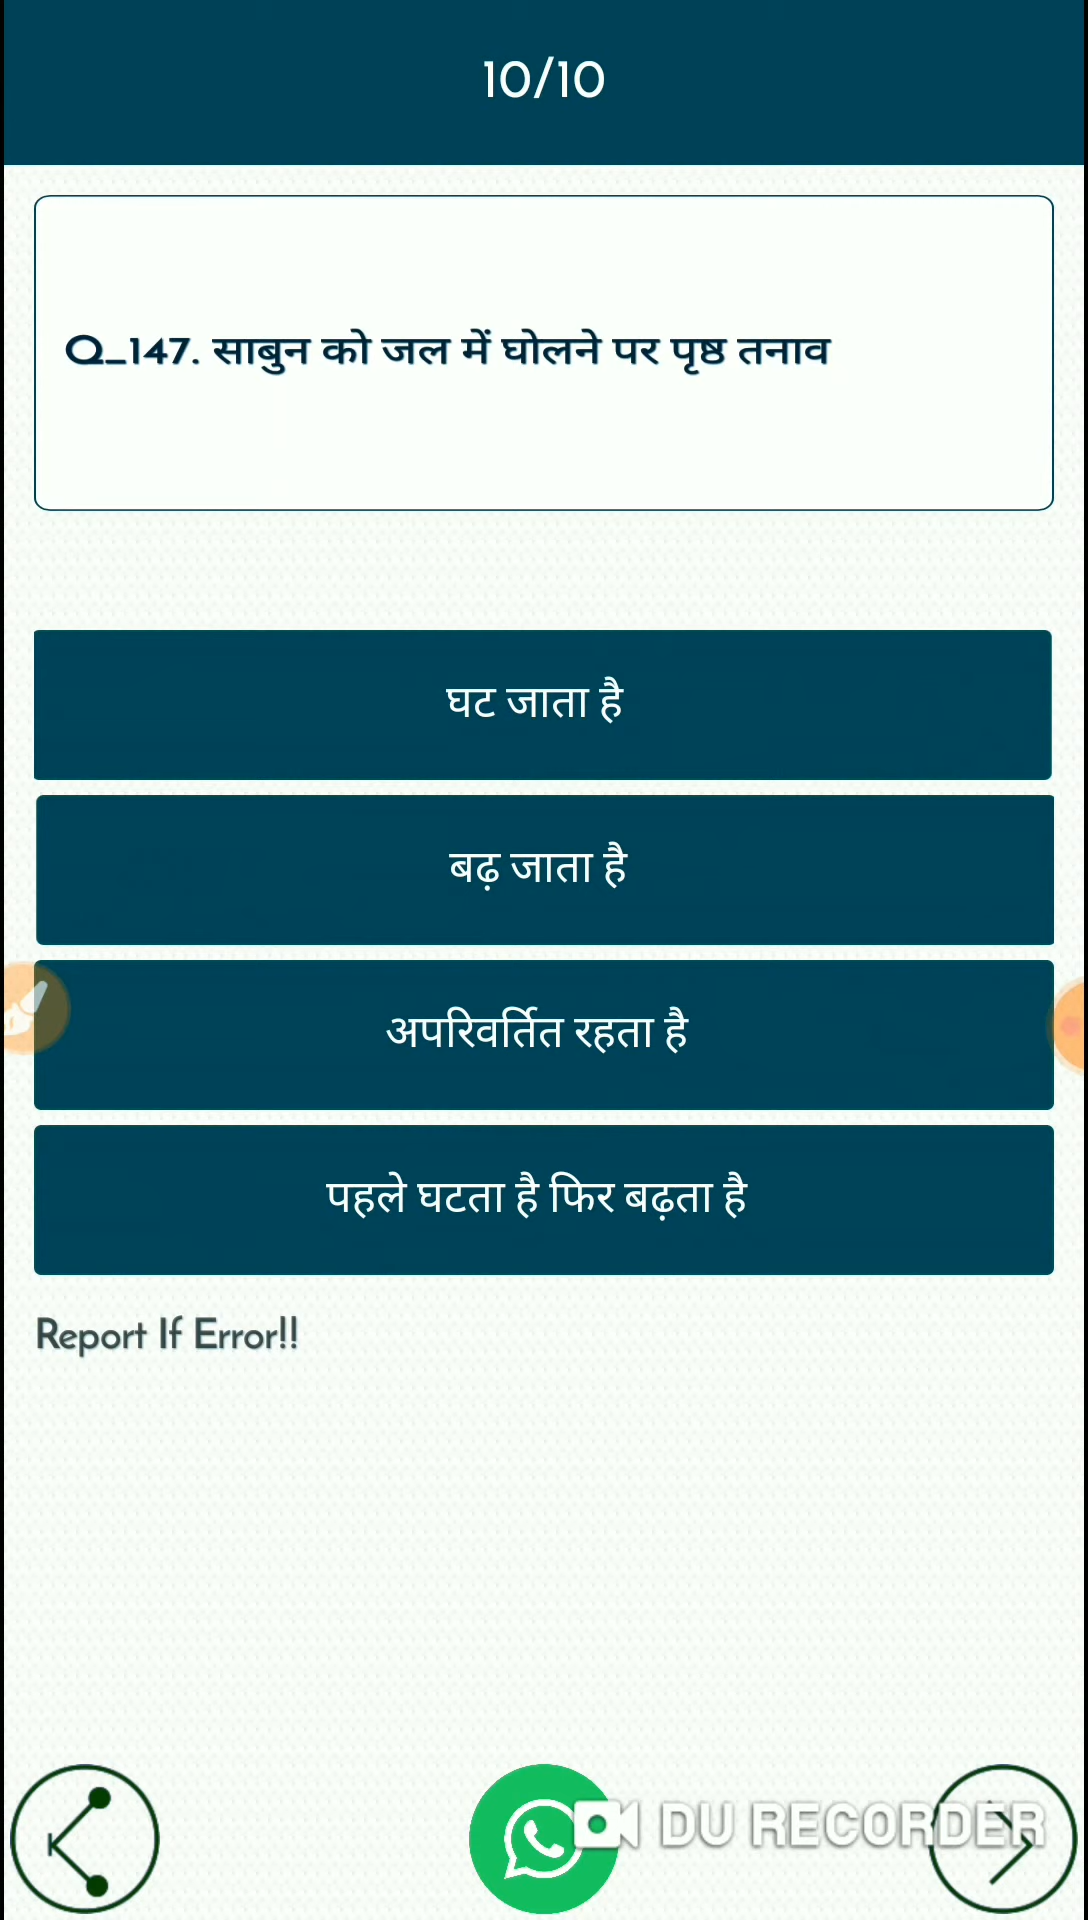 10/10
Q_147. साबुन को जल में घोलने पर पृष्ठ तनाव
घट जाता है
बढ़ जाता है
अपरिवर्तित रहता है
पहले घटता है फिर बढ़ता है
Report If Error!!
DU RECORDER